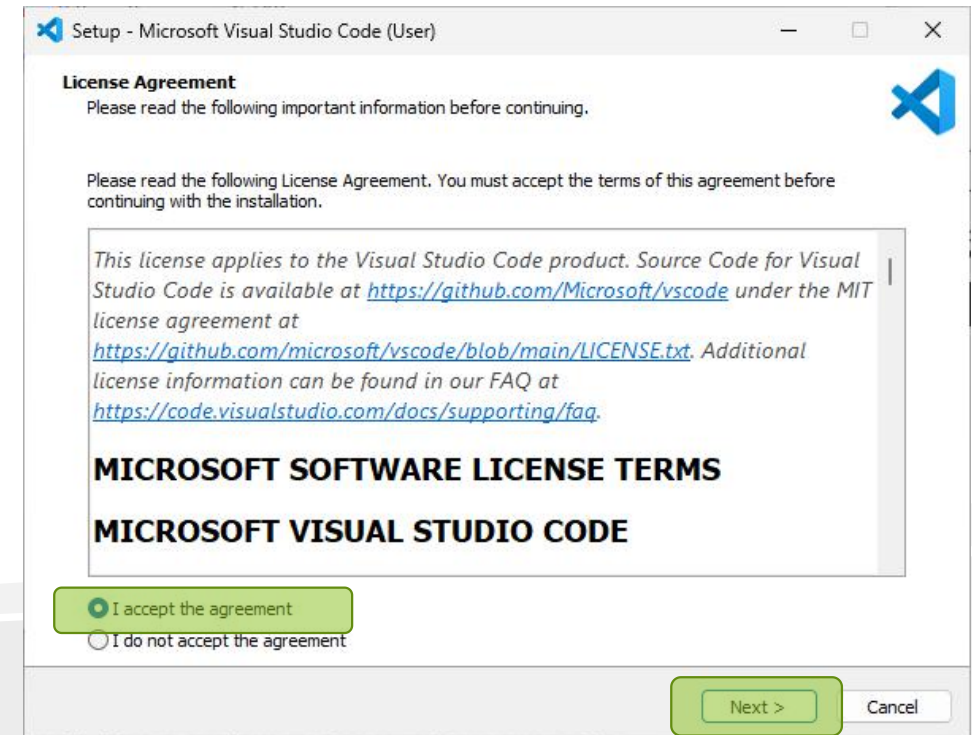 Setup - Microsoft Visual Studio Code (User)
License Agreement
Please read the following important information before continuing.
Please read the following License Agreement. You must accept the terms of this agreement before
continuing with the installation.
This license applies to the Visual Studio Code product. Source Code for Visual
Studio Code is available at https://github.com/Microsoft/vscode under the MIT
license agreement at
https://github.com/microsoft/vscode/blob/main/LICENSE.txt. Additional
license information can be found in our FAQ at
https://code.visualstudio.com/docs/supporting/faq.
MICROSOFT SOFTWARE LICENSE TERMS
MICROSOFT VISUAL STUDIO CODE
I accept the agreement
I do not accept the agreement
Next >
Cancel